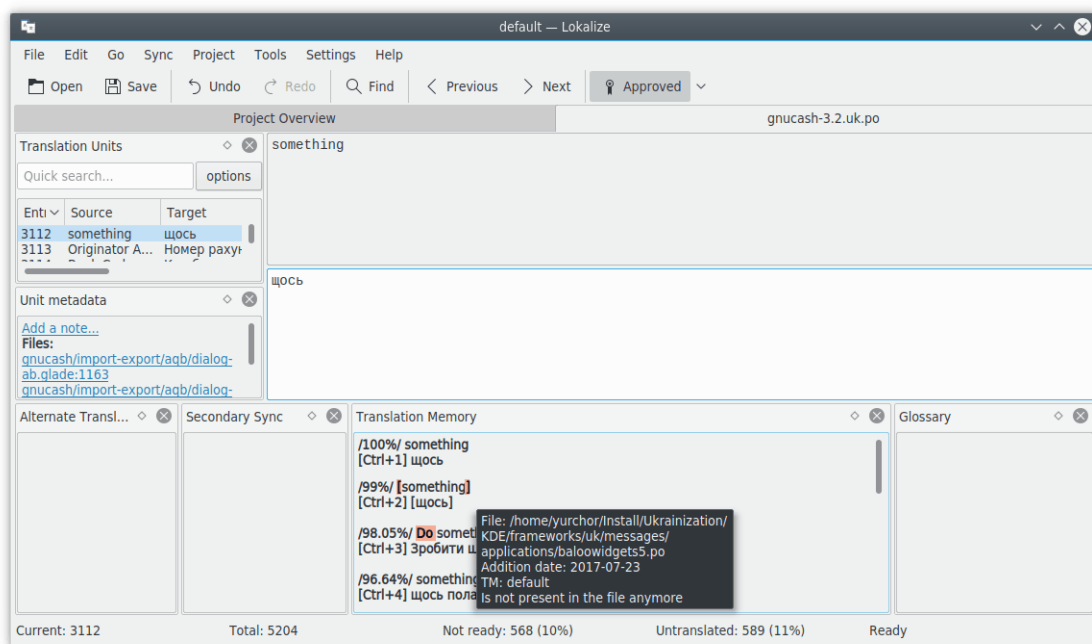 default — Lokalize
File Edit Go Sync Project Tools Settings Help
Open Save Undo Redo Find Previous Next Approved
Project Overview gnucash-3.2.uk.po
Translation Units
Quick search... options
Entı Source Target
3112 something щось
3113 Originator A... Номер рахун
Unit metadata
Add a note...
Files:
gnucash/import-export/aqb/dialog-
ab.glade:1163
gnucash/import-export/aqb/dialog-
something
щось
Alternate Transl...
Secondary Sync
Translation Memory
/100%/ something
[Ctrl+1] щось
/99%/ [something]
[Ctrl+2] [щось]
/98.05%/ Do someth
[Ctrl+3] Зробити щ
/96.64%/ something
[Ctrl+4] щось пола
File: /home/yurchor/Install/Ukrainization/
KDE/frameworks/uk/messages/
applications/baloowidgets5.po
Addition date: 2017-07-23
TM: default
Is not present in the file anymore
Glossary
Current: 3112 Total: 5204 Not ready: 568 (10%) Untranslated: 589 (11%) Ready